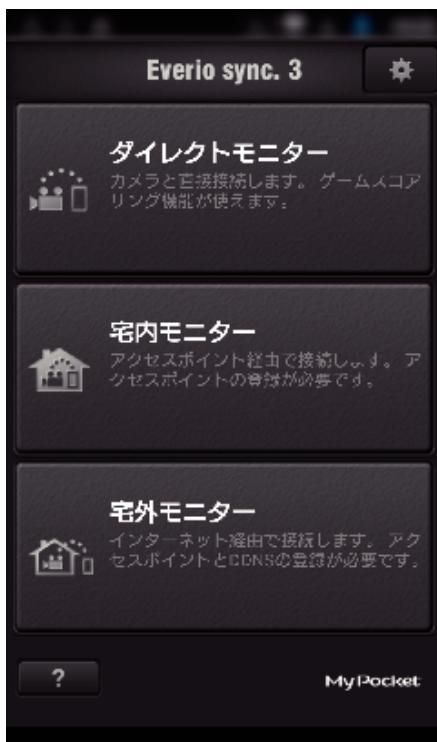 Everio sync. 3
ダイレクトモニター
カメラと直接接続します。 ゲームスコア
リング機能が使えます。
宅内モニター
アクセスポイント経由で接続します。 ア
クセスポイントの登録が必要です。
宅外モニター
インターネット経由で接続します。 アク
セスポイントとDDNSの登録が必要です。
?
MyPocket